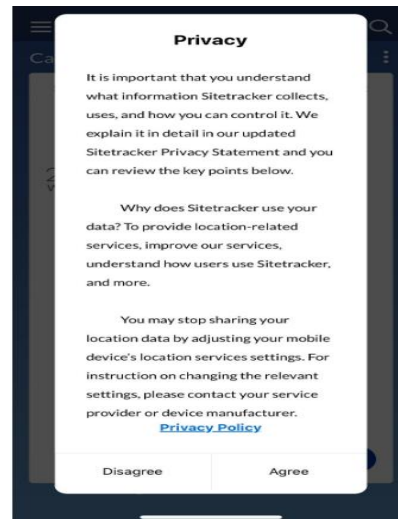 Privacy
Ca
It is important that you understand
what information Sitetracker collects,
uses, and how you can control it. We
explain it in detail in our updated
Sitetracker Privacy Statement and you
can review the key points below.
Why does Sitetracker use your
data? To provide location-related
services, improve our services,
understand how users use Sitetracker,
and more.
You may stop sharing your
location data by adjusting your mobile
device's location services settings. For
instruction on changing the relevant
settings, please contact your service
provider or device manufacturer.
Privacy Policy
Disagree Agree